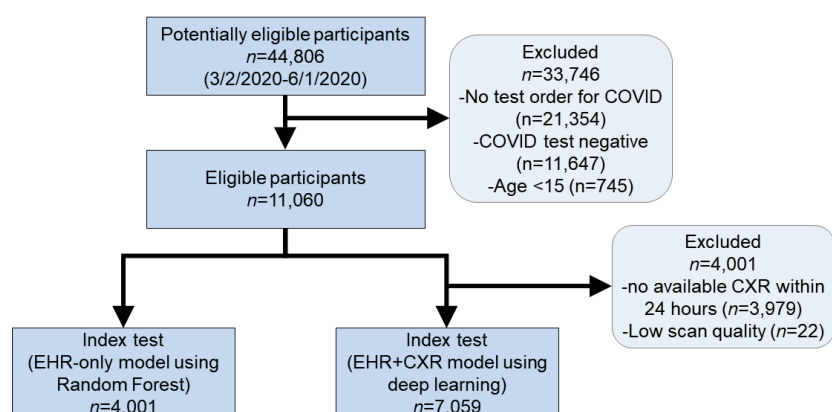 Potentially eligible participants
n=44,806
(3/2/2020-6/1/2020)
Excluded
n=33,746
-No test order for COVID
(n=21,354)
-COVID test negative
(n=11,647)
-Age <15 (n=745)
Eligible participants
n=11,060
Excluded
n=4,001
-no available CXR within
24 hours (n=3,979)
-Low scan quality (n=22)
Index test
(EHR-only model using
Random Forest)
n=4,001
Index test
(EHR+CXR model using
deep learning)
n=7,059